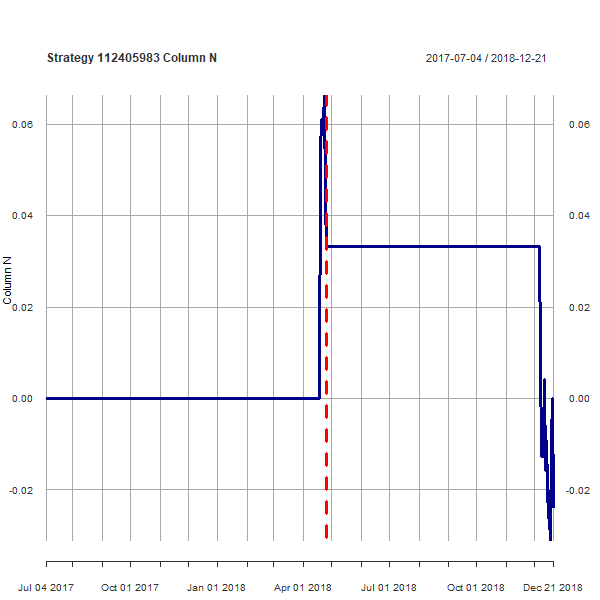 Strategy 112405983 Column N 2017-07-04 / 2018-12-21
0.06 0.06
0.04 0.04
Column N
0.02 0.02
0.00 0.00
-0.02 -0.02
Jul 04 2017 Oct 01 2017 Jan 01 2018 Apr 01 2018 Jul 01 2018 Oct 01 2018 Dec 21 2018